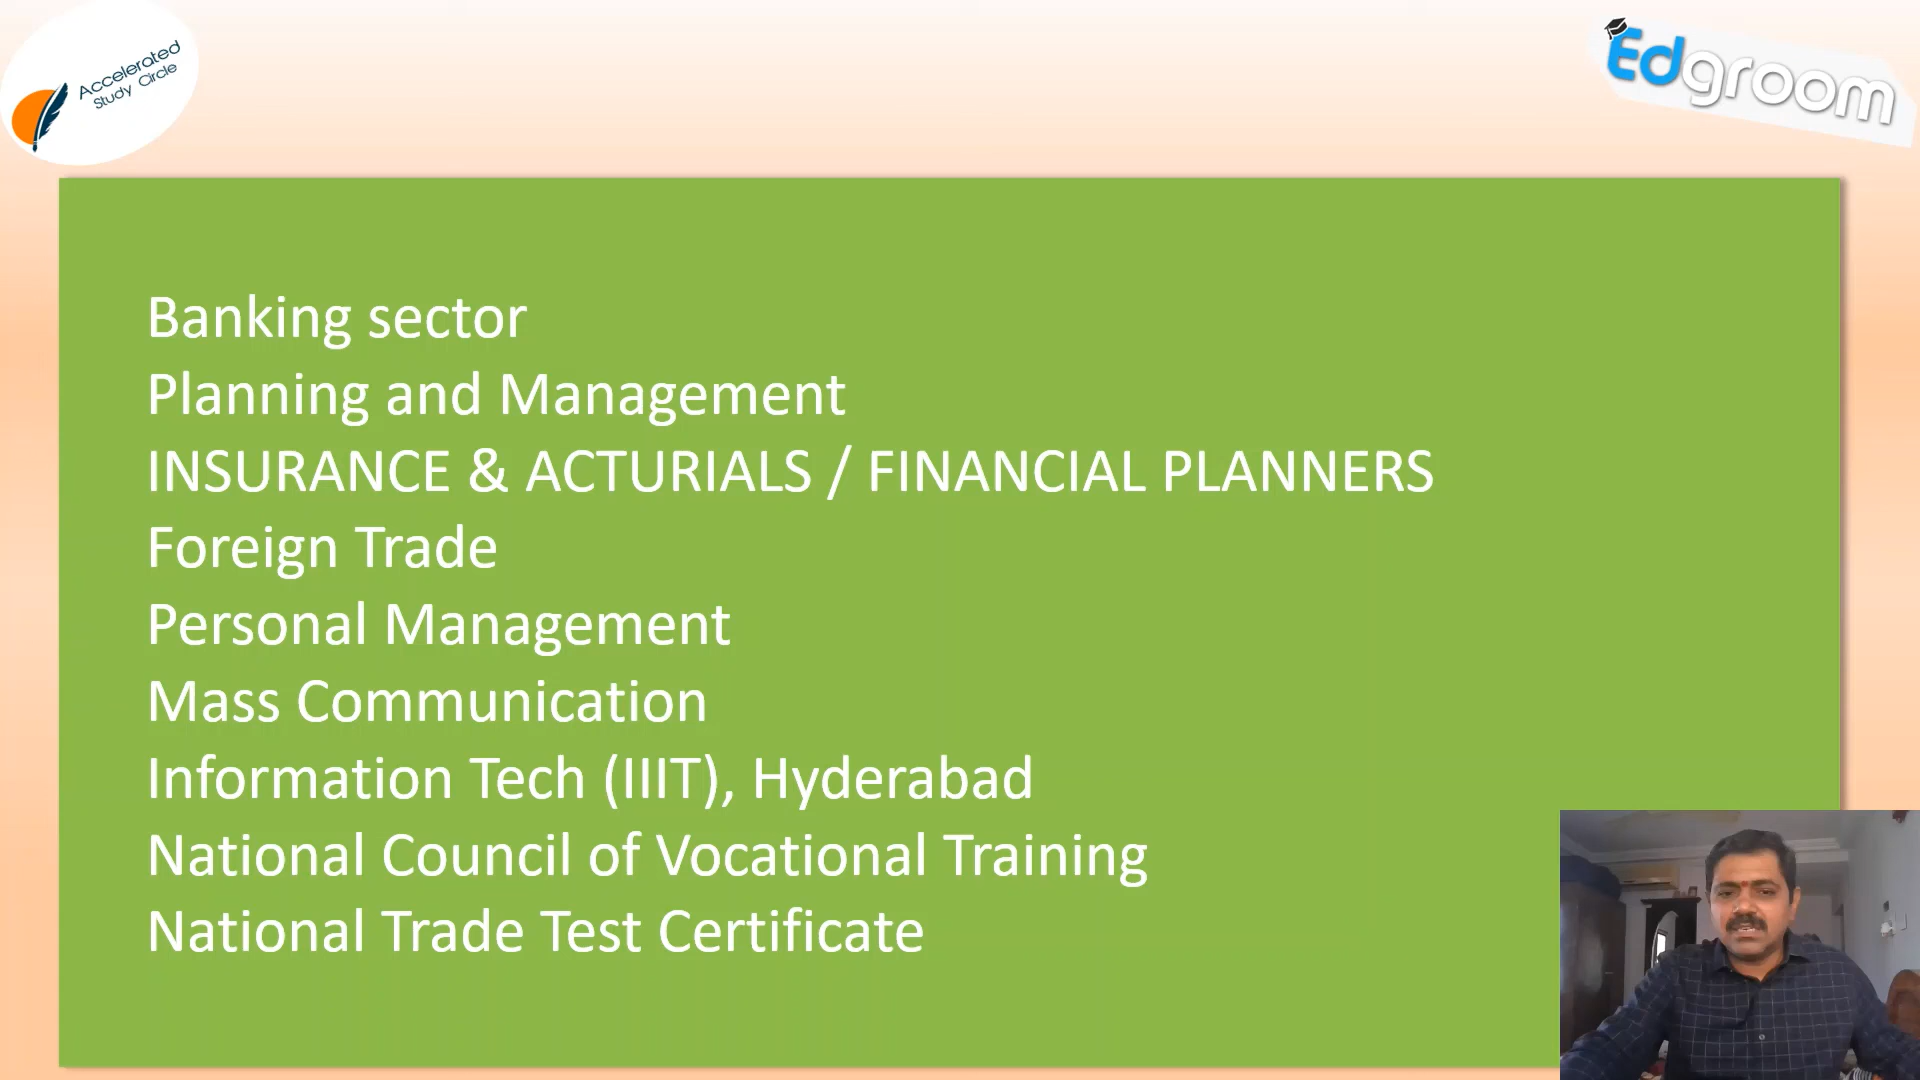 Accelerated
Study Circle
Edgroom
Banking sector
Planning and Management
INSURANCE & ACTURIALS / FINANCIAL PLANNERS
Foreign Trade
Personal Management
Mass Communication
Information Tech (IIIT), Hyderabad
National Council of Vocational Training
National Trade Test Certificate